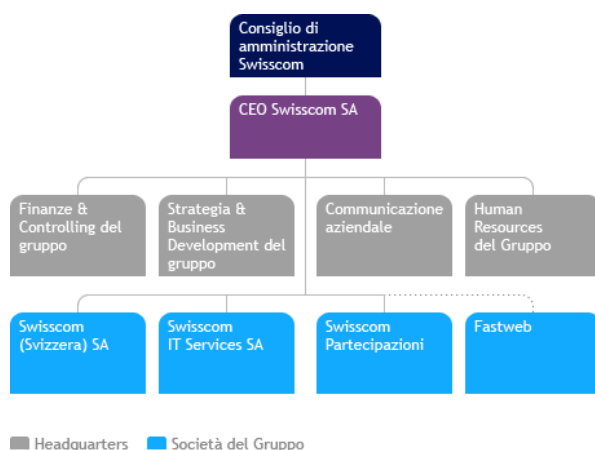 Consiglio di
amministrazione
Swisscom
CEO Swisscom SA
Finanze &
Controlling del
gruppo
Strategia &
Business
Development del
gruppo
Communicazione
aziendale
Human
Resources
del Gruppo
Swisscom
(Svizzera) SA
Swisscom
IT Services SA
Swisscom
Partecipazioni
Fastweb
Headquarters
Società del Gruppo